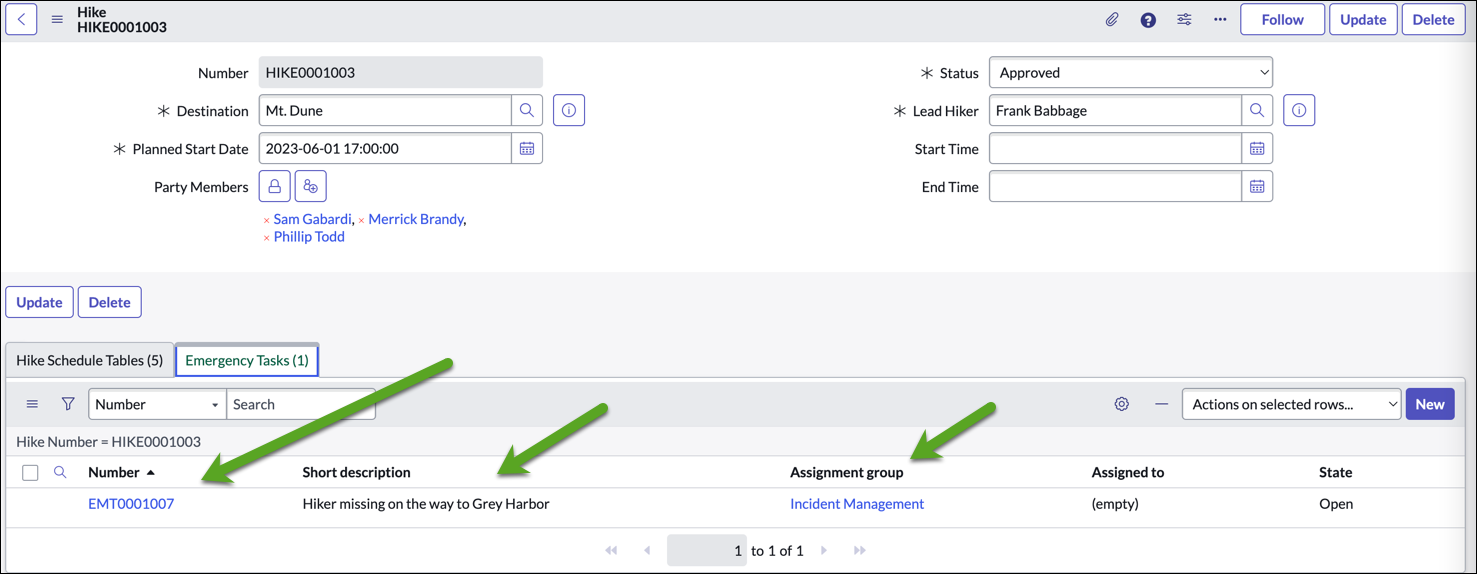 Hike
HIKE0001003
Follow Update Delete
Number HIKE0001003
Status Approved
Destination Mt. Dune
Lead Hiker Frank Babbage
Planned Start Date 2023-06-01 17:00:00
Start Time
Party Members
End Time
Sam Gabardi, Merrick Brandy,
Phillip Todd
Update Delete
Hike Schedule Tables (5) Emergency Tasks (1)
Number Search Actions on selected rows... New
Hike Number = HIKE0001003
Number Short description Assignment group Assigned to State
EMT0001007 Hiker missing on the way to Grey Harbor Incident Management (empty) Open
1 to 1 of 1